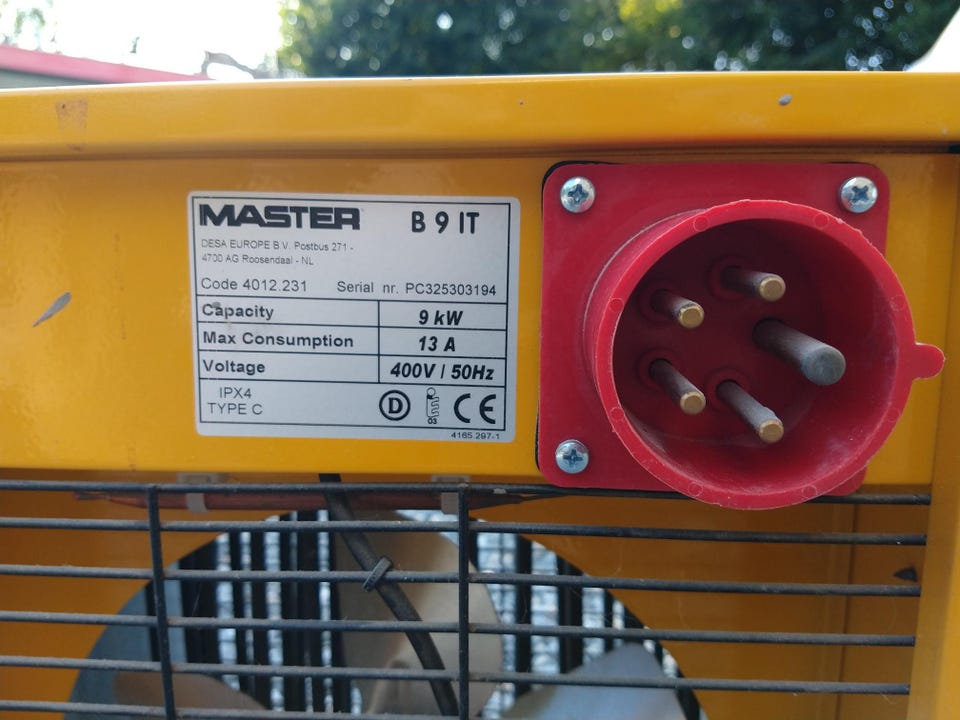 MASTER B 9 IT
DESA EUROPE B.V. Postbus 271 -
4700 AG Roosendaal - NL
Code 4012.231 Serial nr. PC325303194
Capacity 9 kW
Max Consumption 13 A
Voltage 400V / 50Hz
IPX4
TYPE C
D 03 CE
4165.297-1